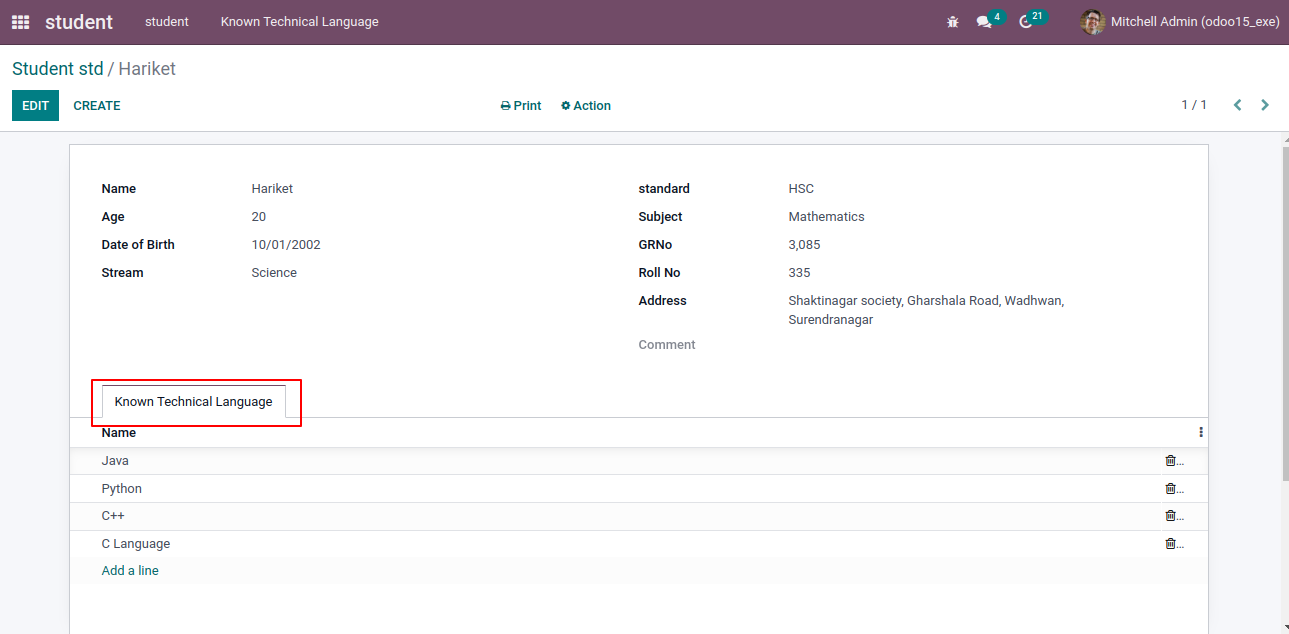 student student Known Technical Language 4 21 Mitchell Admin (odoo15_exe)
Student std / Hariket
EDIT CREATE Print Action 1 / 1
Name Hariket standard HSC
Age 20 Subject Mathematics
Date of Birth 10/01/2002 GRNo 3,085
Stream Science Roll No 335
Address Shaktinagar society, Gharshala Road, Wadhwan,
Surendranagar
Comment
Known Technical Language
Name
Java ...
Python ...
C++ ...
C Language ...
Add a line